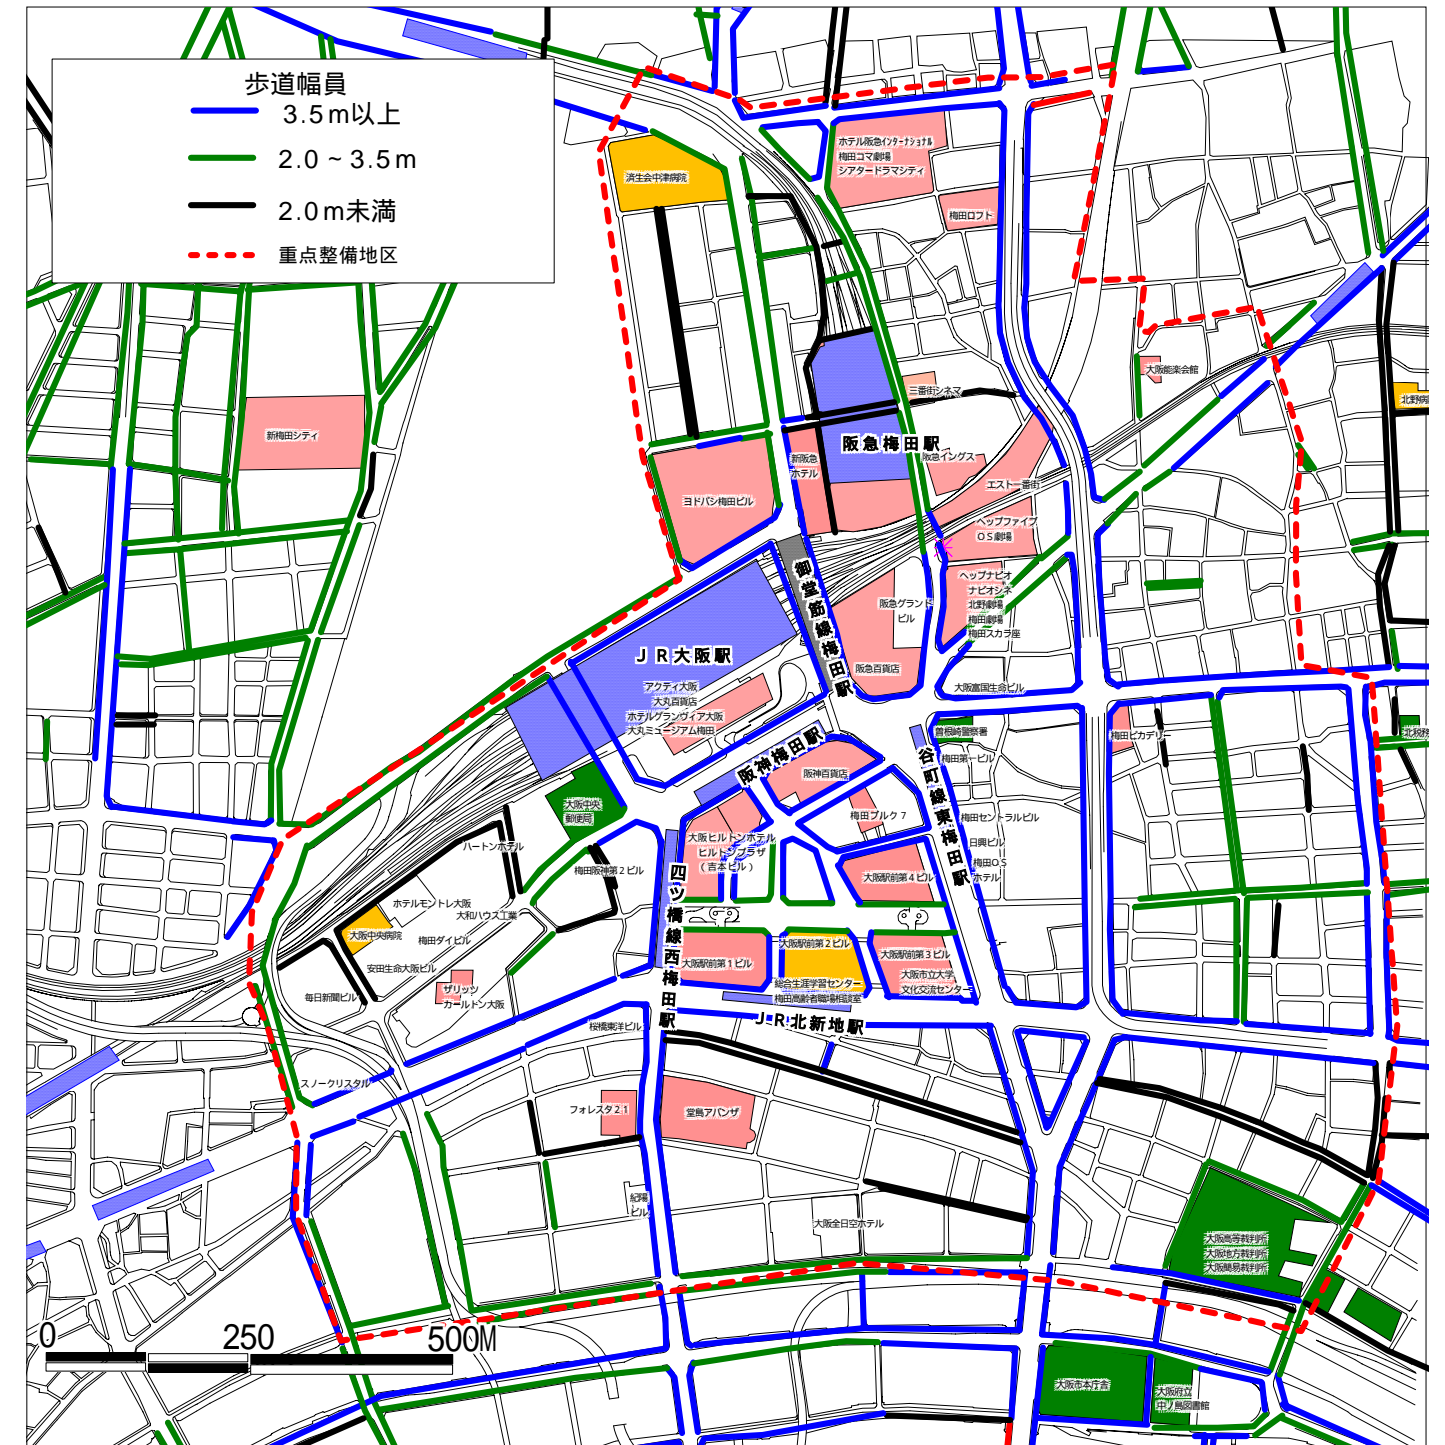 歩道幅員
3.5m以上
2.0～3.5m
2.0m未満
重点整備地区
済生会中津病院
ホテル阪急インターナショナル
梅田コマ劇場
シアタードラマシティ
梅田ロフト
大阪能楽会館
三番街シネマ
北野病
新梅田シティ
阪急梅田駅
新阪急
ホテル
阪急イングス
エスト一番街
ヨドバシ梅田ビル
ヘップファイブ
OS劇場
御堂筋線梅田駅
ヘップナビオ
ナビオシネ
北野劇場
梅田劇場
梅田スカラ座
阪急グランド
ビル
JR大阪駅
阪急百貨店
アクティ大阪
大丸百貨店
ホテルグランヴィア大阪
大丸ミュージアム梅田
大阪富国生命ビル
曽根崎警察署
梅田ピカデリー
北税務
阪神梅田駅
谷町線東梅田駅
梅田第一ビル
阪神百貨店
大阪中央
郵便局
梅田ブルク7
梅田セントラルビル
大阪ヒルトンホテル
ヒルトンプラザ
(吉本ビル)
日興ビル
梅田OS
ホテル
ハートンホテル
梅田阪神第2ビル
四ツ橋線西梅田駅
大阪駅前第4ビル
ホテルモントレ大阪
大和ハウス工業
大阪中央病院
梅田ダイビル
大阪駅前第2ビル
大阪駅前第1ビル
大阪駅前第3ビル
安田生命大阪ビル
大阪市立大学
文化交流センター
ザリッツ
カールトン大阪
総合生涯学習センター
梅田高齢者職場相談室
毎日新聞ビル
桜橋東洋ビル
JR北新地駅
スノークリスタル
フォレスタ21
堂島アバンザ
紀陽
ビル
大阪全日空ホテル
大阪高等裁判所
大阪地方裁判所
大阪簡易裁判所
0
250
500M
大阪市本庁舎
大阪府立
中ノ島図書館